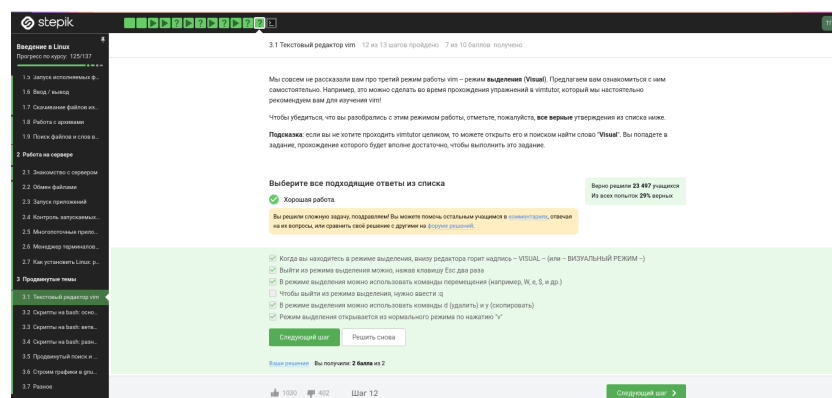 stepik
Введение в Linux
Прогресс по курсу: 125/137
1.5 Запуск исполняемых ф...
1.6 Ввод / вывод
1.7 Скачивание файлов из...
1.8 Работа с архивами
1.9 Поиск файлов и слов в...
2 Работа на сервере
2.1 Знакомство с сервером
2.2 Обмен файлами
2.3 Запуск приложений
2.4 Контроль запускаемых...
2.5 Многопоточные прило...
2.6 Менеджер терминалов...
2.7 Как установить Linux: р...
3 Продвинутые темы
3.1 Текстовый редактор vim
3.2 Скрипты на bash: осно...
3.3 Скрипты на bash: ветв...
3.4 Скрипты на bash: разн...
3.5 Продвинутый поиск и ...
3.6 Строим графики в gnu...
3.7 Разное
3.1 Текстовый редактор vim 12 из 13 шагов пройдено 7 из 10 баллов получено
Мы совсем не рассказали вам про третий режим работы vim – режим выделения (Visual). Предлагаем вам ознакомиться с ним
самостоятельно. Например, это можно сделать во время прохождения упражнений в vimtutor, который мы настоятельно
рекомендуем вам для изучения vim!
Чтобы убедиться, что вы разобрались с этим режимом работы, отметьте, пожалуйста, все верные утверждения из списка ниже.
Подсказка: если вы не хотите проходить vimtutor целиком, то можете открыть его и поиском найти слово "Visual". Вы попадете в
задание, прохождение которого будет вполне достаточно, чтобы выполнить это задание.
Выберите все подходящие ответы из списка
Хорошая работа.
Верно решили 23 497 учащихся
Из всех попыток 29% верных
Вы решили сложную задачу, поздравляем! Вы можете помочь остальным учащимся в комментариях, отвечая
на их вопросы, или сравнить своё решение с другими на форуме решений.
Когда вы находитесь в режиме выделения, внизу редактора горит надпись -- VISUAL -- (или -- ВИЗУАЛЬНЫЙ РЕЖИМ --)
Выйти из режима выделения можно, нажав клавишу Esc два раза
В режиме выделения можно использовать команды перемещения (например, W, e, $, и др.)
Чтобы выйти из режима выделения, нужно ввести :q
В режиме выделения можно использовать команды d (удалить) и y (скопировать)
Режим выделения открывается из нормального режима по нажатию "v"
Следующий шаг Решить снова
Ваши решения Вы получили: 2 балла из 2
1030 402 Шаг 12 Следующий шаг